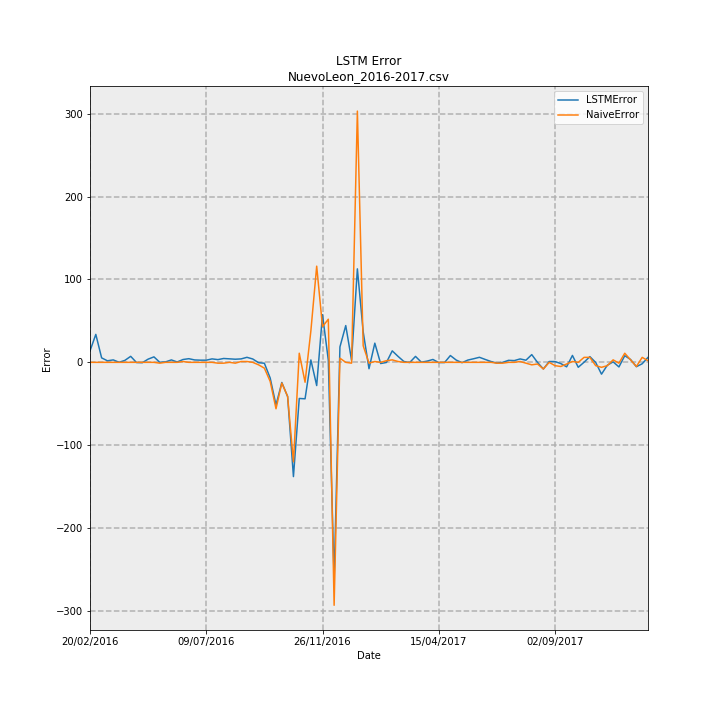 LSTM Error
NuevoLeon_2016-2017.csv
LSTMError
NaiveError
300
200
100
0
−100
−200
−300
Error
20/02/2016
09/07/2016
26/11/2016
15/04/2017
02/09/2017
Date